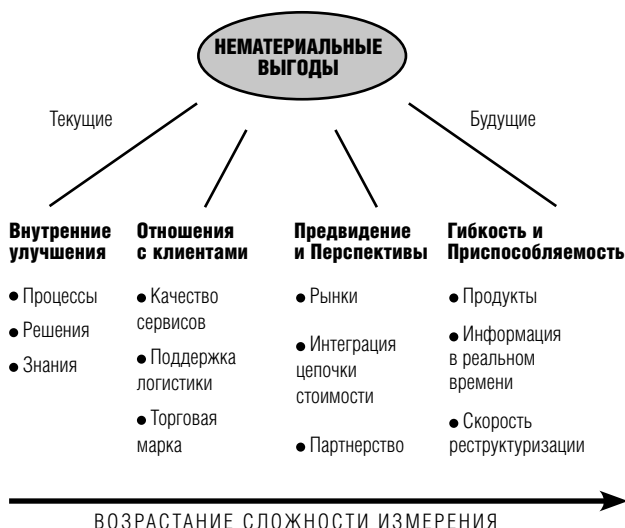 НЕМАТЕРИАЛЬНЫЕ
ВЫГОДЫ
Текущие
Будущие
Внутренние
улучшения
● Процессы
● Решения
● Знания
Отношения
с клиентами
● Качество
сервисов
● Поддержка
логистики
● Торговая
марка
Предвидение
и Перспективы
● Рынки
● Интеграция
цепочки
стоимости
● Партнерство
Гибкость и
Приспособляемость
● Продукты
● Информация
в реальном
времени
● Скорость
реструктуризации
ВОЗРАСТАНИЕ СЛОЖНОСТИ ИЗМЕРЕНИЯ